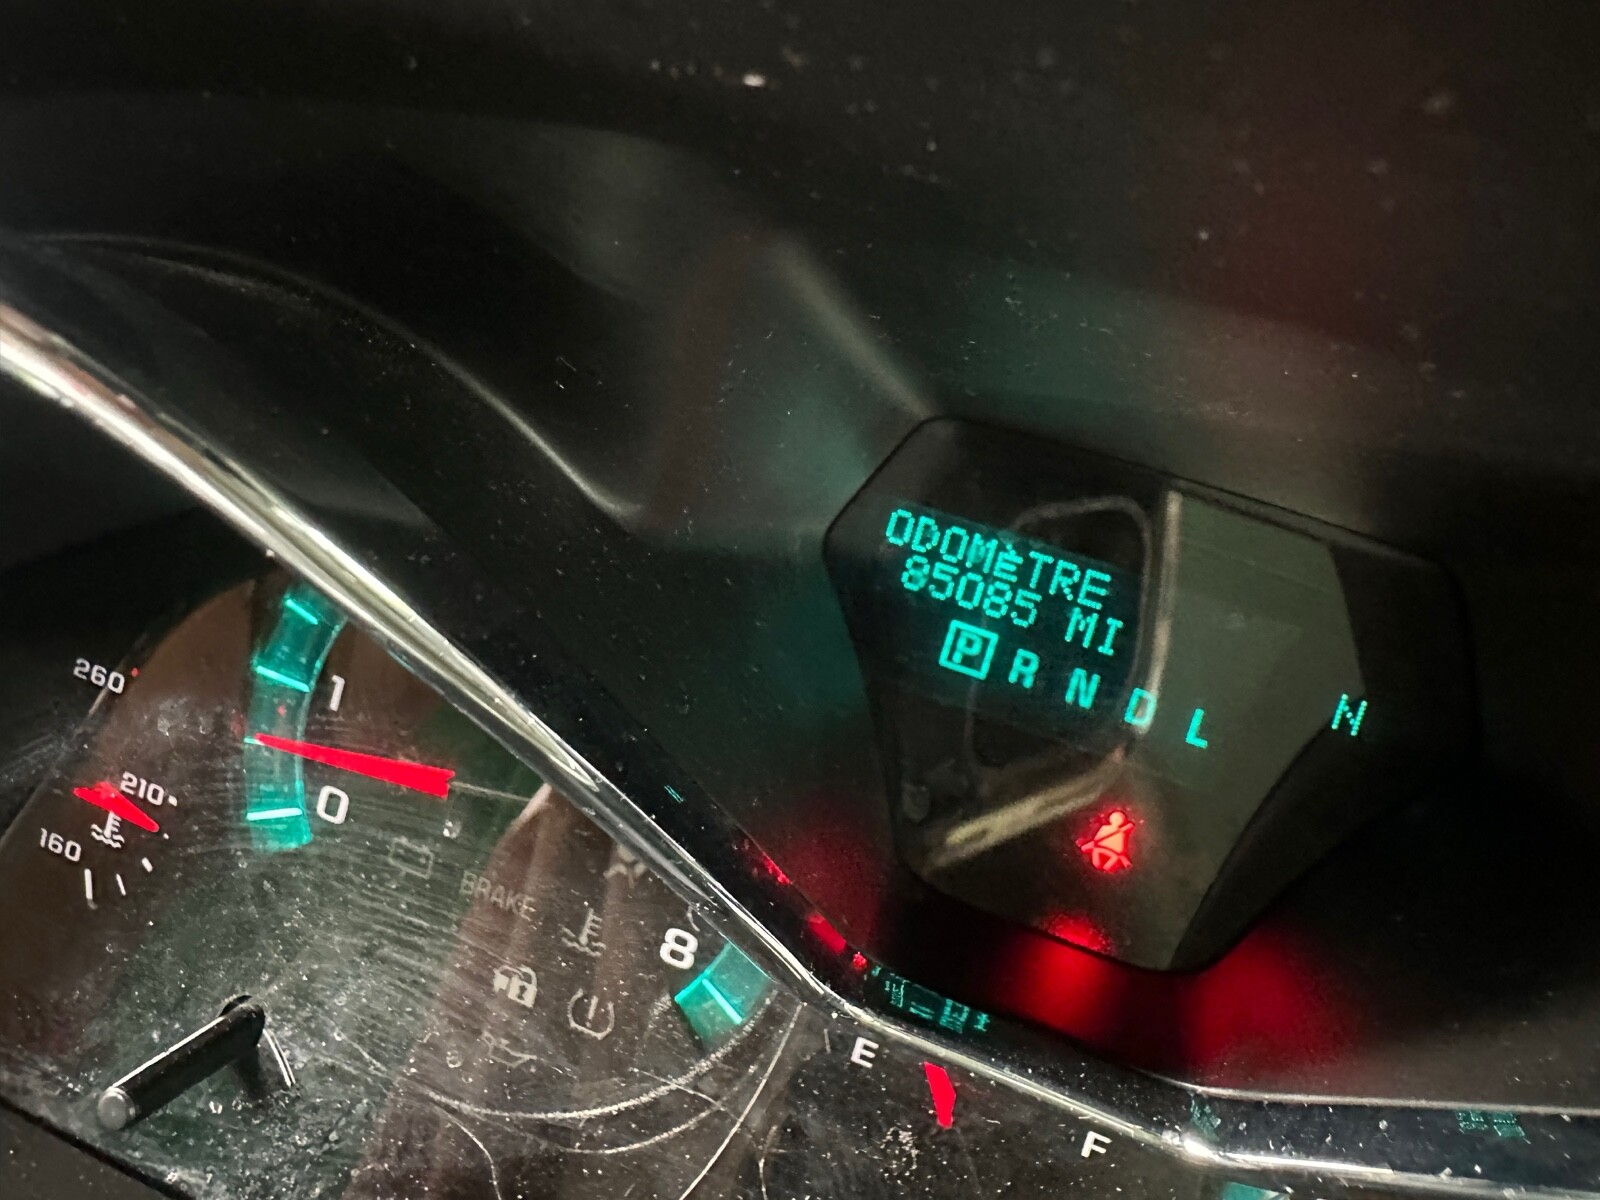 ODOMèTRE
85085 MI
P R N D L N
260
1
210
0
160
BRAKE
8
E
F